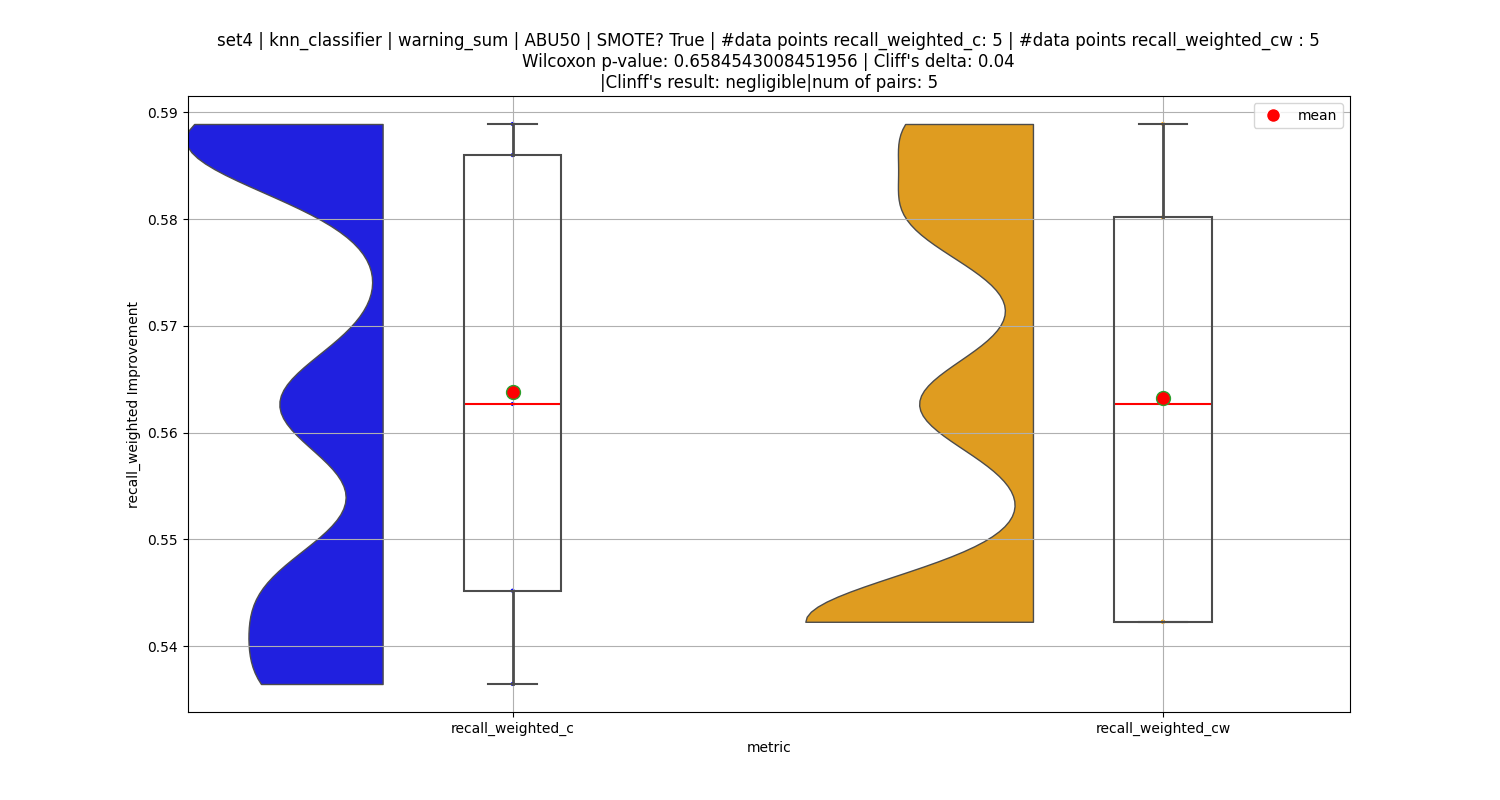 set4 | knn_classifier | warning_sum | ABU50 | SMOTE? True | #data points recall_weighted_c: 5 | #data points recall_weighted_cw : 5
Wilcoxon p-value: 0.6584543008451956 | Cliff's delta: 0.04
|Clinff's result: negligible|num of pairs: 5
mean
0.59
0.58
0.57
0.56
0.55
0.54
recall_weighted Improvement
recall_weighted_c
recall_weighted_cw
metric